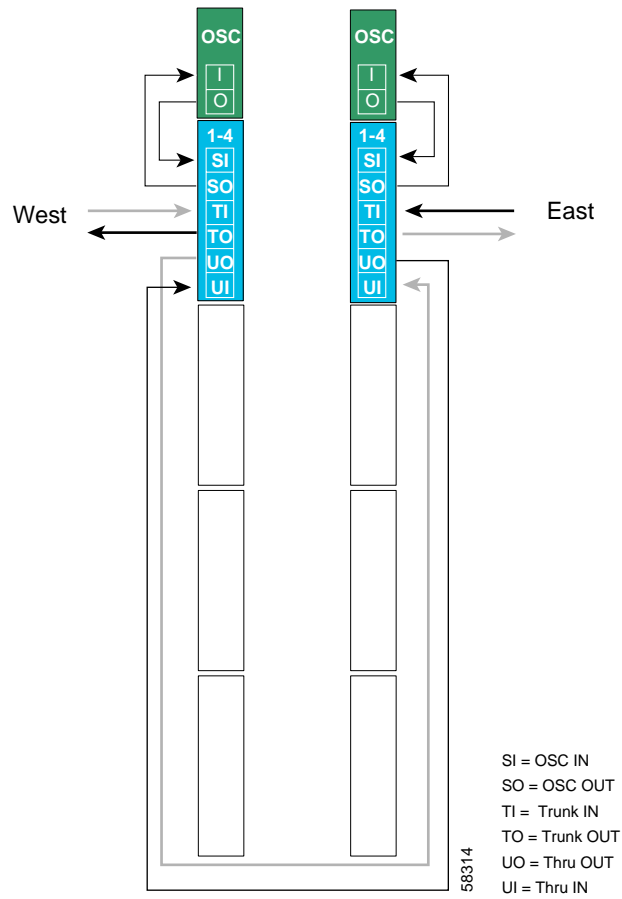 OSC
I
O
1-4
SI
SO
TI
TO
UO
UI
OSC
I
O
1-4
SI
SO
TI
TO
UO
UI
West
East
SI = OSC IN
SO = OSC OUT
TI = Trunk IN
TO = Trunk OUT
UO = Thru OUT
UI = Thru IN
58314